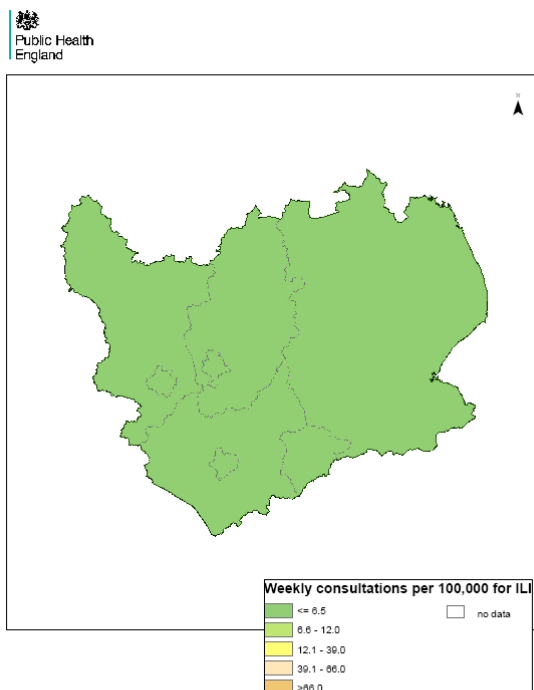 Public Health
England
N
Weekly consultations per 100,000 for ILI
<= 6.5
no data
6.6 - 12.0
12.1 - 39.0
39.1 - 66.0
>66.0